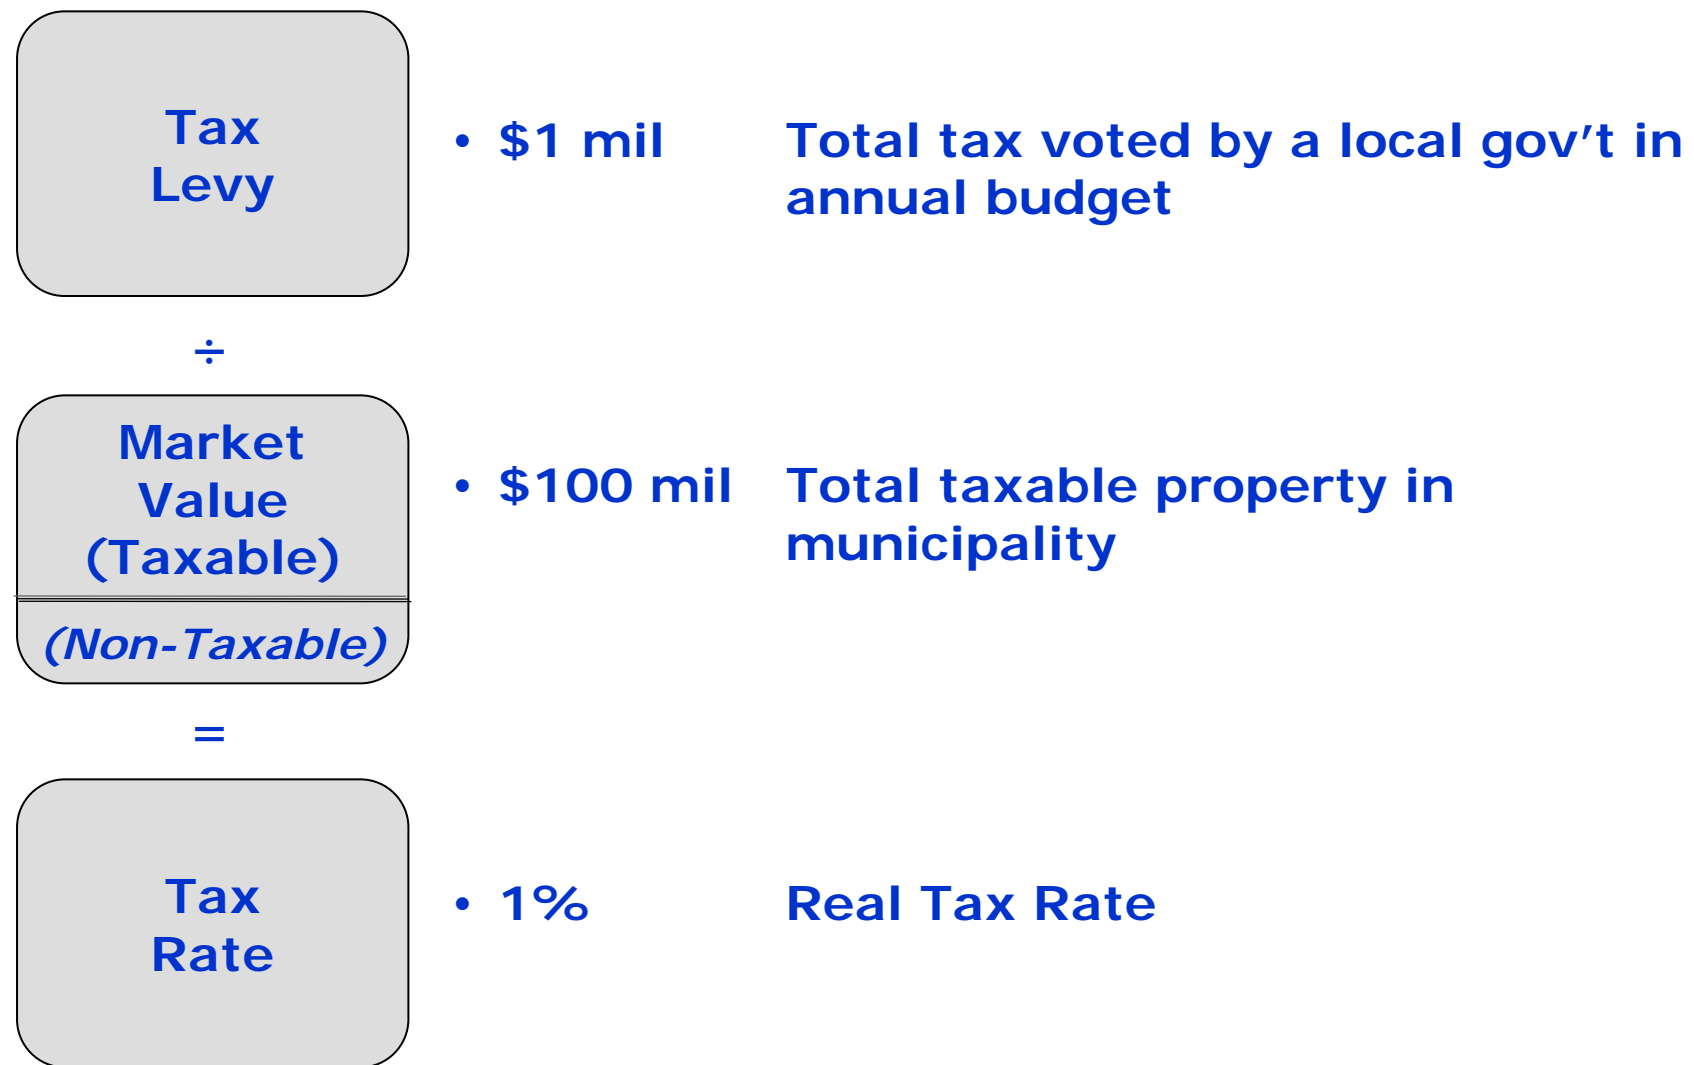 Tax
Levy
• $1 mil
Total tax voted by a local gov’t in
annual budget
÷
Market
Value
(Taxable)
(Non-Taxable)
• $100 mil
Total taxable property in
municipality
=
Tax
Rate
• 1%
Real Tax Rate